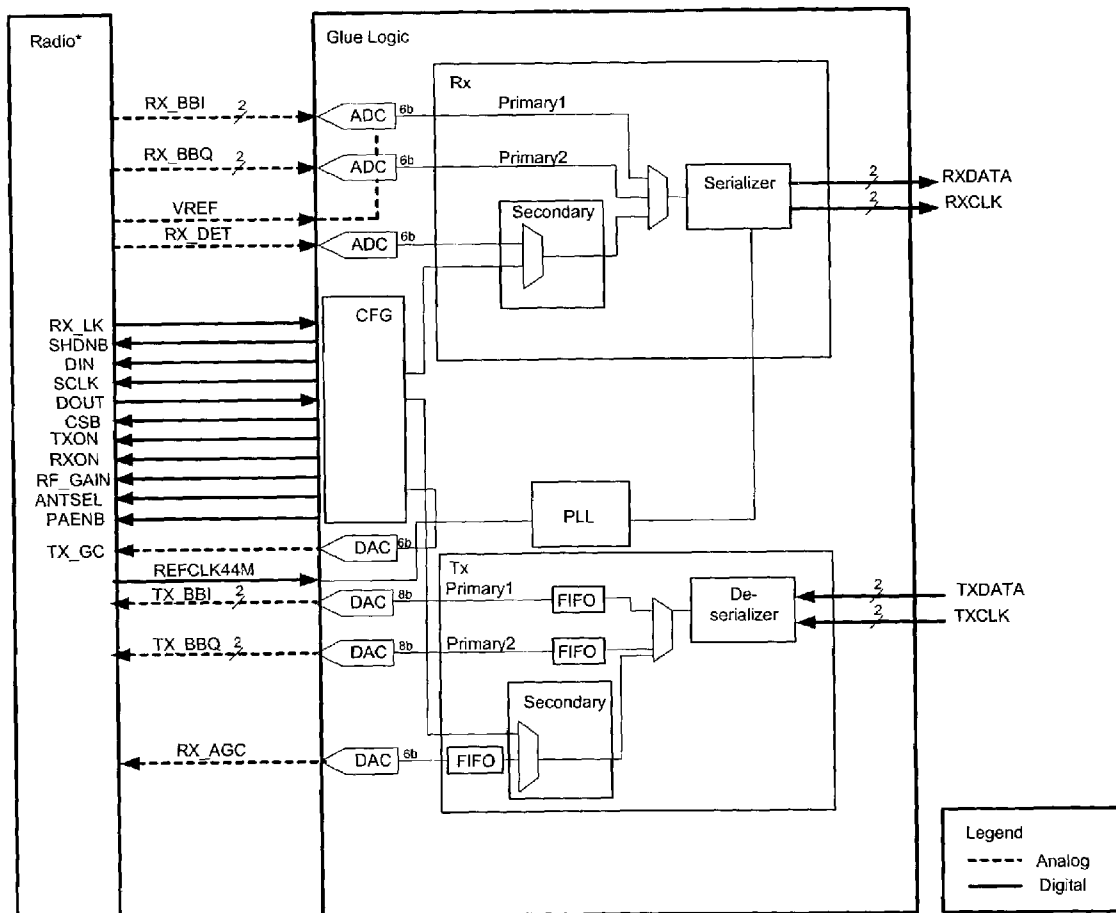 Radio*
Glue Logic
Rx
RX_BBI 2
ADC 6b
Primary1
RX_BBQ 2
ADC 6b
Primary2
Serializer
2 RXDATA
2 RXCLK
VREF
Secondary
RX_DET
ADC 6b
CFG
RX_LK
SHDNB
DIN
SCLK
DOUT
CSB
TXON
RXON
RF_GAIN
ANTSEL
PAENB
PLL
TX_GC
DAC 6b
Tx
REFCLK44M
TX_BBI 2
DAC 8b
Primary1
FIFO
De-
serializer
2 TXDATA
2 TXCLK
TX_BBQ 2
DAC 8b
Primary2
FIFO
Secondary
RX_AGC
DAC 6b
FIFO
Legend
Analog
Digital